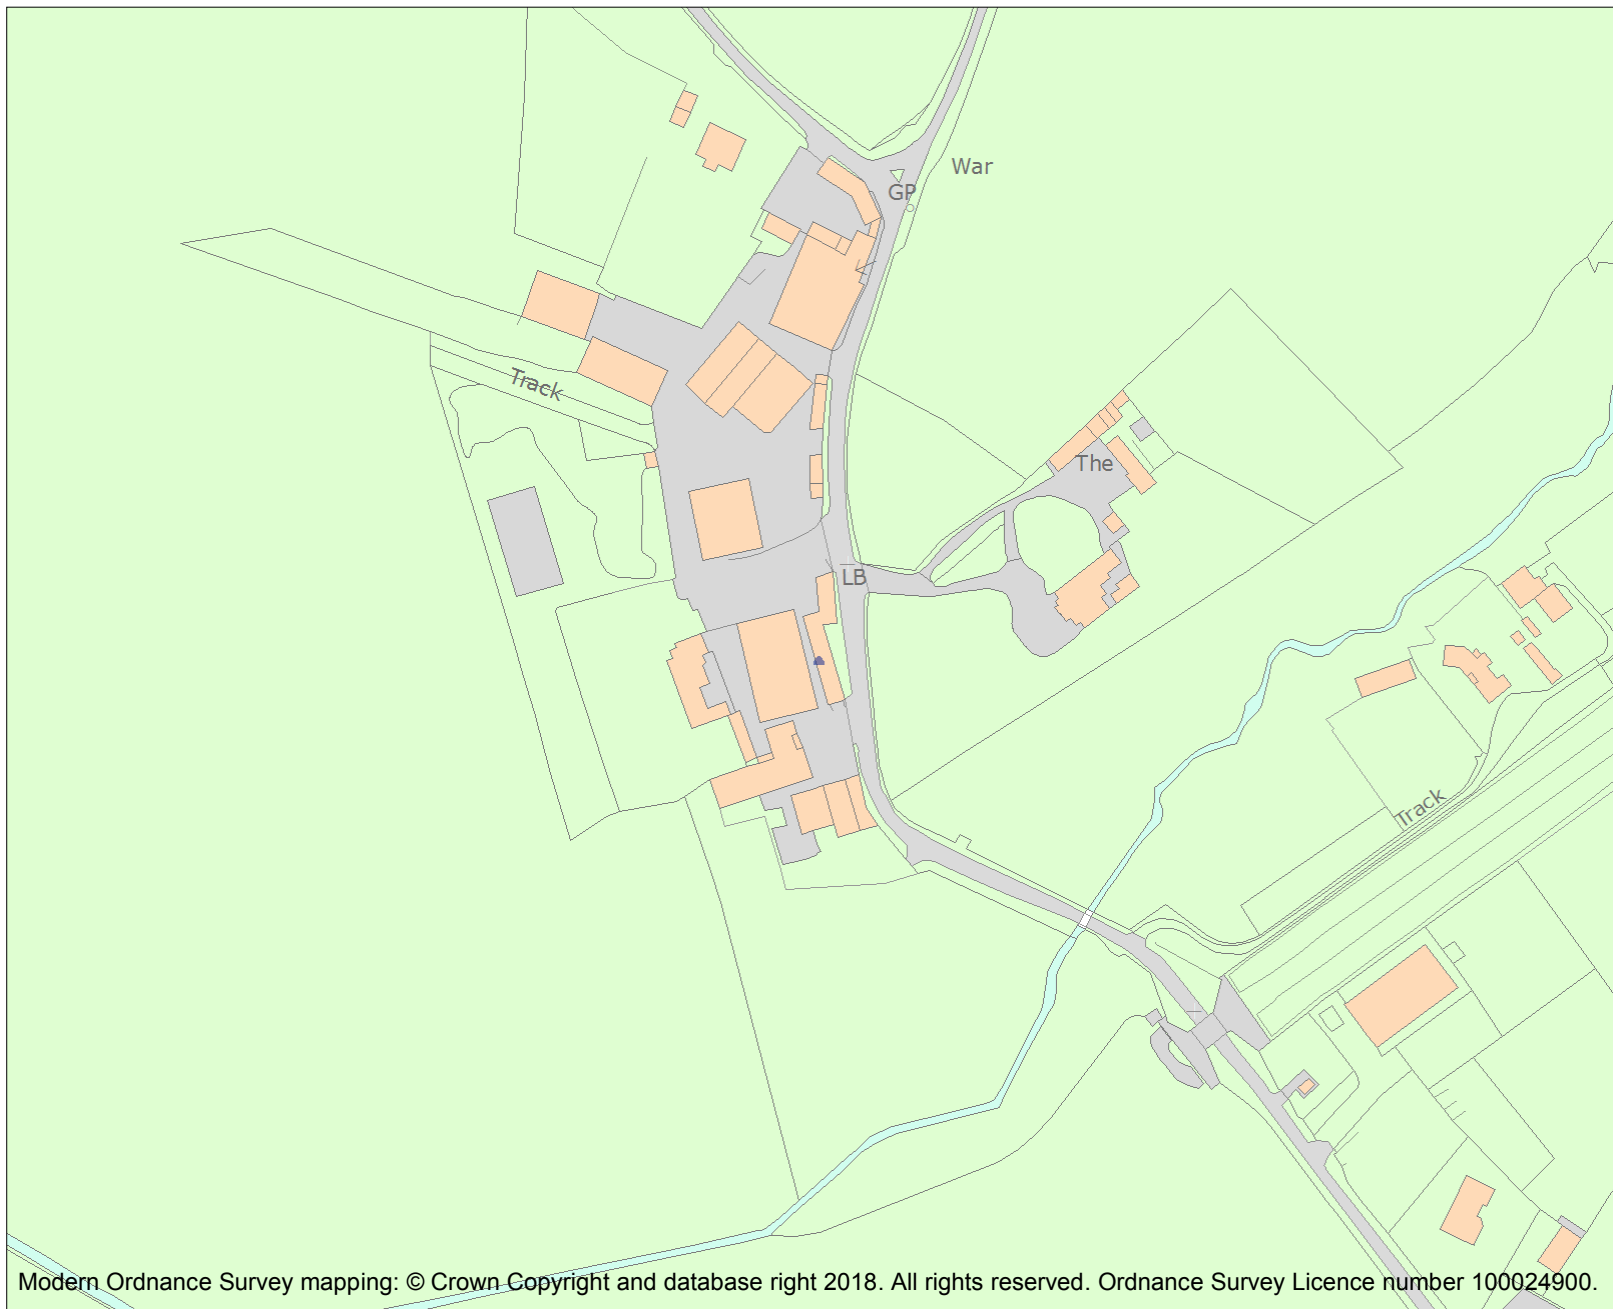 War
GP
Track
The
LB
Track
Modern Ordnance Survey mapping: © Crown Copyright and database right 2018. All rights reserved. Ordnance Survey Licence number 100024900.